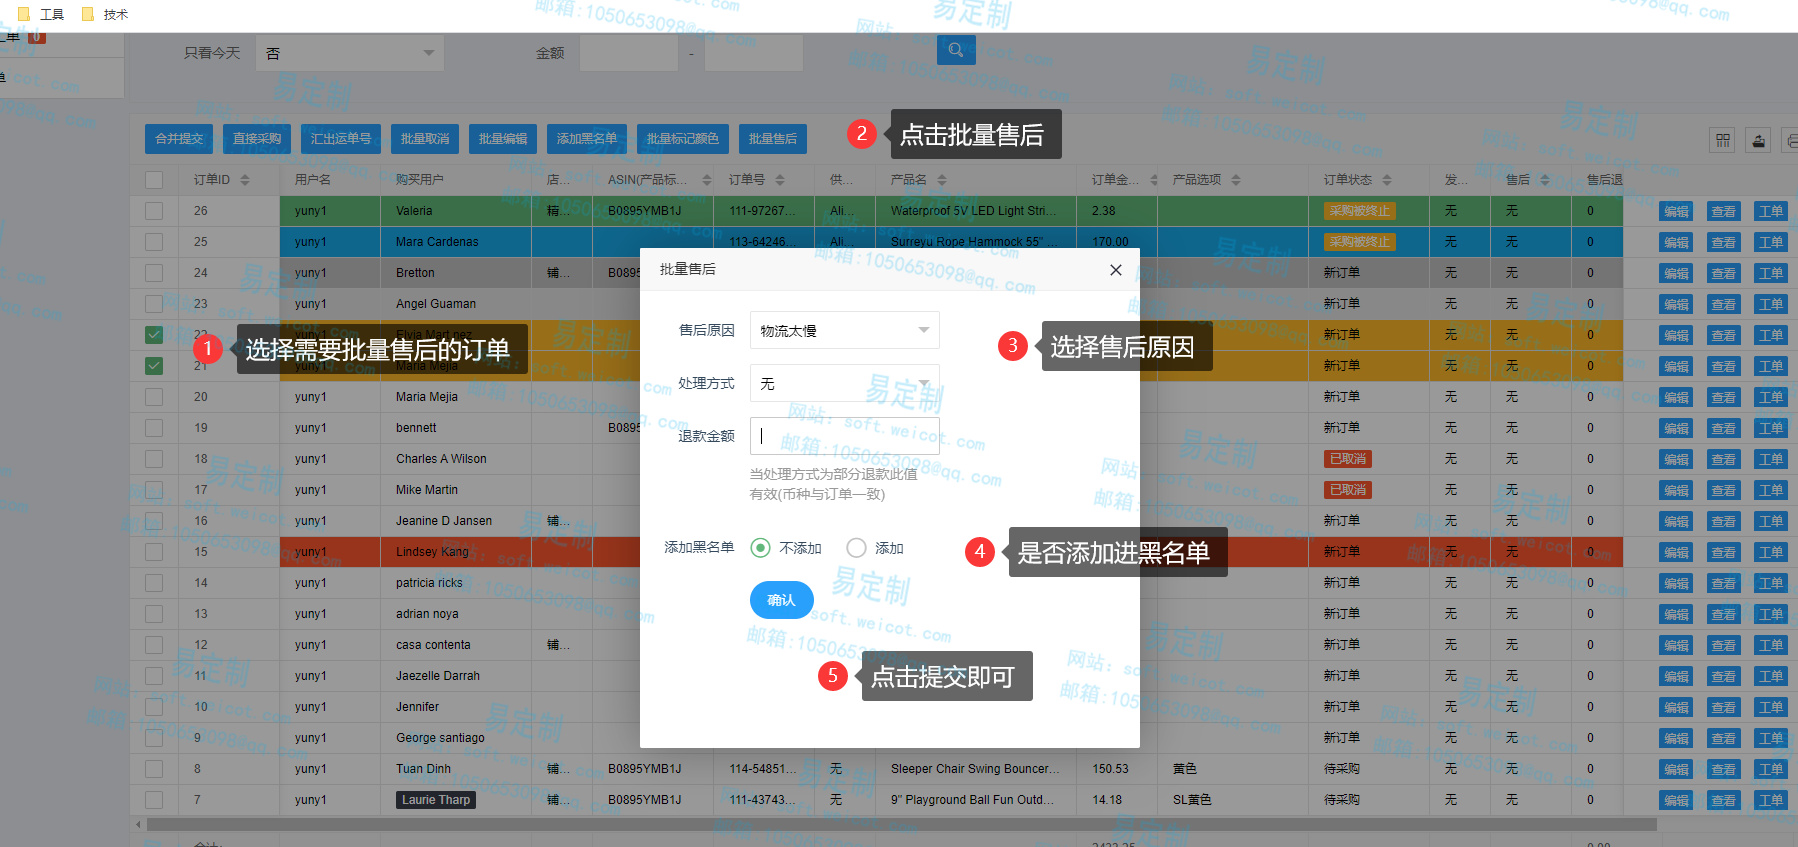 工具 技术
单 0
只看今天 否 金额 -
单
合并提交 直接采购 汇出运单号 批量取消 批量编辑 添加黑名单 批量标记颜色 批量售后
2 点击批量售后
订单ID 用户名 购买用户 店... ASIN(产品标... 订单号 供... 产品名 订单金... 产品选项 订单状态 发... 售后 售后退
26 yuny1 Valeria 精... B0895YMB1J 111-97267... Ali... Waterproof 5V LED Light Stri... 2.38 采购被终止 无 无 0 编辑 查看 工单
25 yuny1 Mara Cardenas 113-64246... Ali... Surreyu Rope Hammock 55" ... 170.00 采购被终止 无 无 0 编辑 查看 工单
24 yuny1 Bretton 铺... B0895 新订单 无 无 0 编辑 查看 工单
23 yuny1 Angel Guaman 新订单 无 无 0 编辑 查看 工单
22 yuny1 新订单 无 无 0 编辑 查看 工单
1 选择需要批量售后的订单
21 yuny1 Maria Mejia 新订单 无 无 0 编辑 查看 工单
20 yuny1 Maria Mejia 新订单 无 无 0 编辑 查看 工单
19 yuny1 bennett B0895 新订单 无 无 0 编辑 查看 工单
18 yuny1 Charles A Wilson 已取消 无 无 0 编辑 查看 工单
17 yuny1 Mike Martin 已取消 无 无 0 编辑 查看 工单
16 yuny1 Jeanine D Jansen 铺... 新订单 无 无 0 编辑 查看 工单
15 yuny1 Lindsey Kang 新订单 无 无 0 编辑 查看 工单
14 yuny1 patricia ricks 新订单 无 无 0 编辑 查看 工单
13 yuny1 adrian noya 新订单 无 无 0 编辑 查看 工单
12 yuny1 casa contenta 铺... 新订单 无 无 0 编辑 查看 工单
11 yuny1 Jaezelle Darrah 新订单 无 无 0 编辑 查看 工单
10 yuny1 Jennifer 新订单 无 无 0 编辑 查看 工单
9 yuny1 George santiago 新订单 无 无 0 编辑 查看 工单
8 yuny1 Tuan Dinh 铺... B0895YMB1J 114-54851... 无 Sleeper Chair Swing Bouncer... 150.53 黄色 待采购 无 无 0 编辑 查看 工单
7 yuny1 Laurie Tharp 铺... B0895YMB1J 111-43743... 无 9" Playground Ball Fun Outd... 14.18 SL黄色 待采购 无 无 0 编辑 查看 工单
批量售后
售后原因 物流太慢
3 选择售后原因
处理方式 无
退款金额
当处理方式为部分退款此值
有效(币种与订单一致)
添加黑名单 不添加 添加
4 是否添加进黑名单
确认
5 点击提交即可
易定制
网站: soft.weicot.com
邮箱:1050653098@qq.com